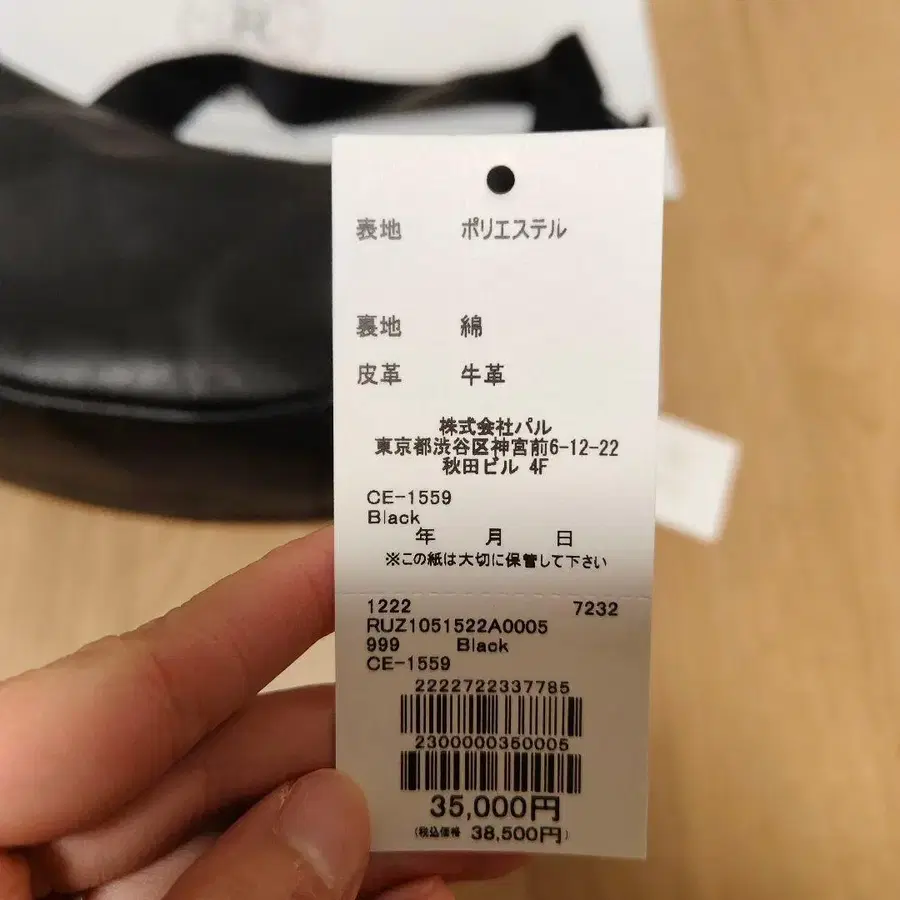 表地 ポリエステル
裏地 綿
皮革 牛革
株式会社パル
東京都渋谷区神宮前6-12-22
秋田ビル 4F
CE-1559
Black
年 月 日
※この紙は大切に保管して下さい
1222 7232
RUZ1051522A0005
999 Black
CE-1559
2222722337785
2300000350005
35,000円
(税込価格 38,500円)